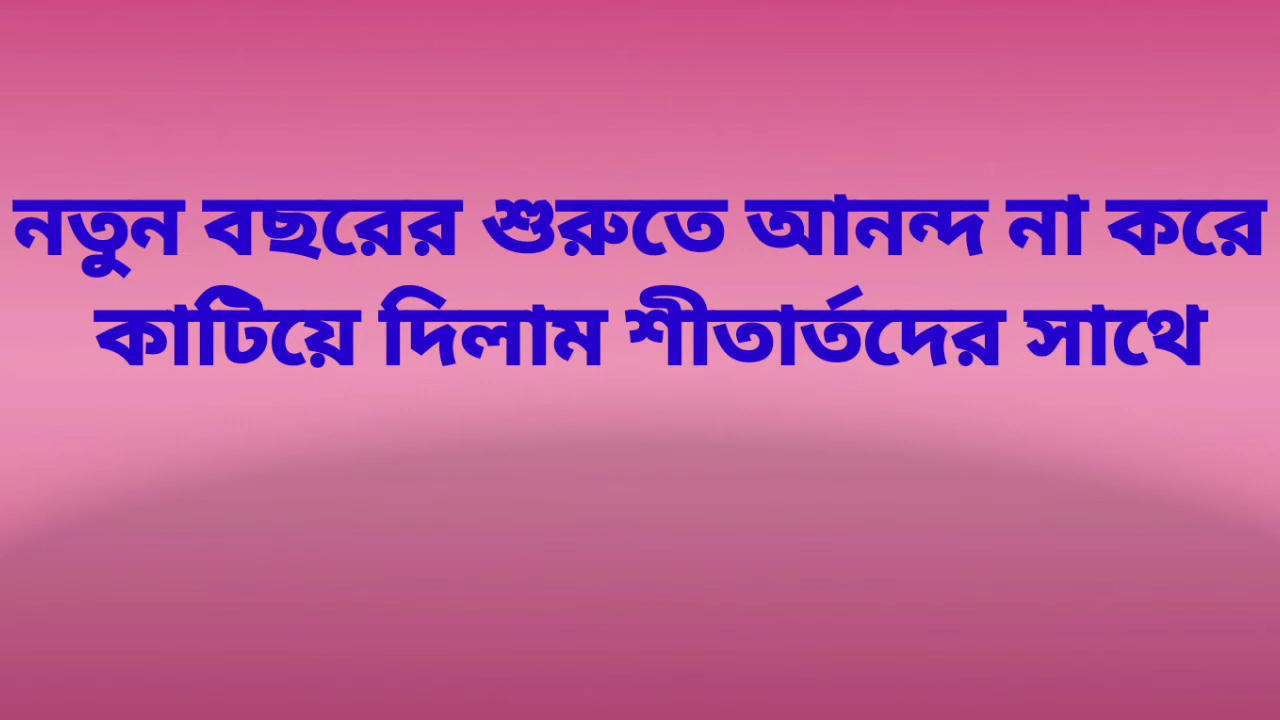 নতুন বছরের শুরুতে আনন্দ না করে
কাটিয়ে দিলাম শীতার্তদের সাথে